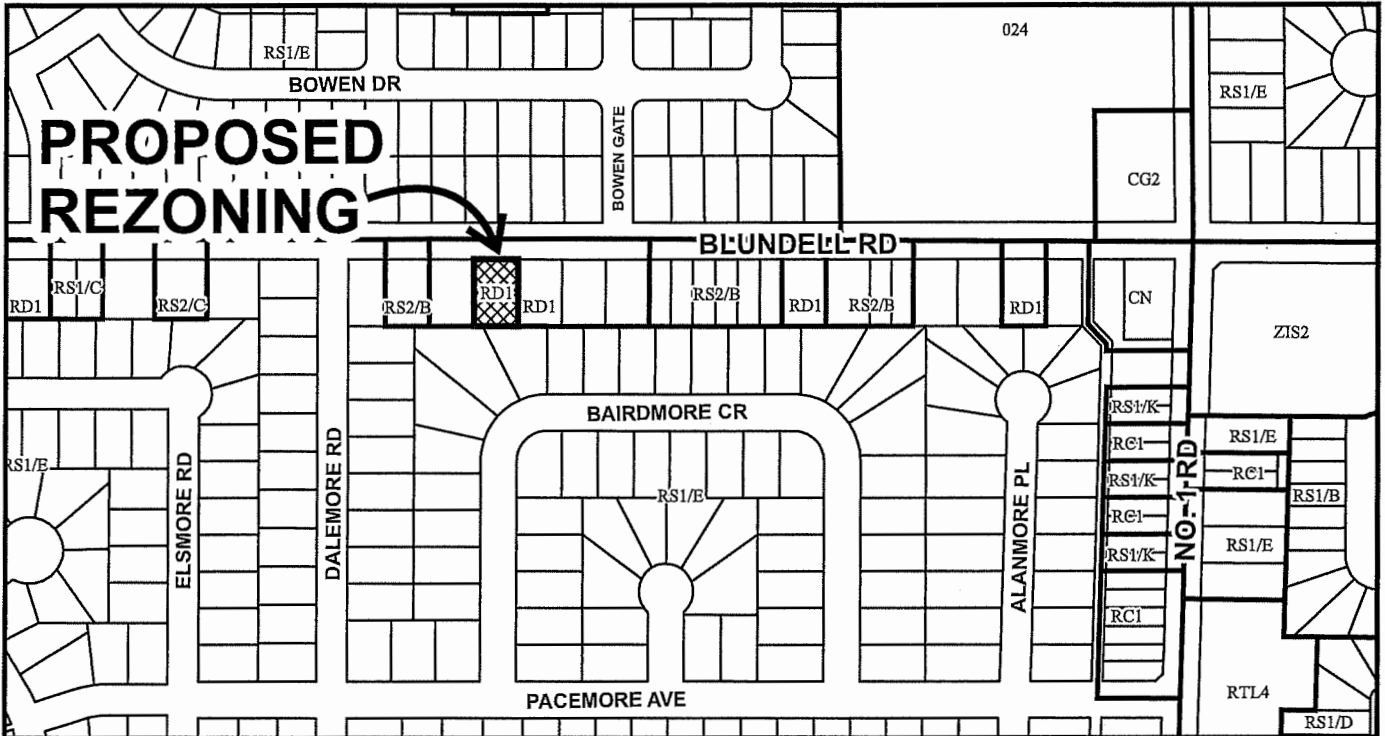 024
RS1/E
BOWEN DR
RS1/E
PROPOSED
REZONING
BOWEN GATE
CG2
BLUNDELL RD
RD1
RS1/C
RS2/C
RS2/B
RD1
RD1
RS2/B
RD1
RS2/B
RD1
CN
ZIS2
BAIRDMORE CR
RS1/K
RC1
RS1/K
RC1
RS1/K
RC1
NO. 1 RD
RS1/E
RC1
RS1/B
RS1/E
RS1/E
ELSMORE RD
DALEMORE RD
RS1/E
ALANMORE PL
PACEMORE AVE
RTL4
RS1/D